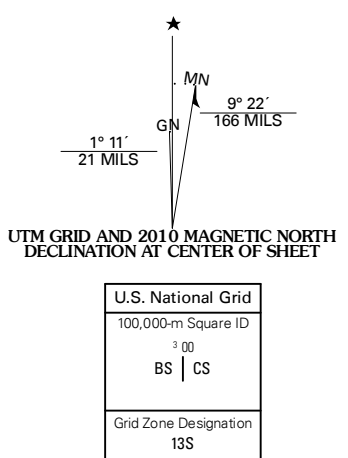 ★
MN
9° 22´
166 MILS
GN
1° 11´
21 MILS
UTM GRID AND 2010 MAGNETIC NORTH
DECLINATION AT CENTER OF SHEET
U.S. National Grid
100,000-m Square ID
3 00
BS | CS
Grid Zone Designation
13S